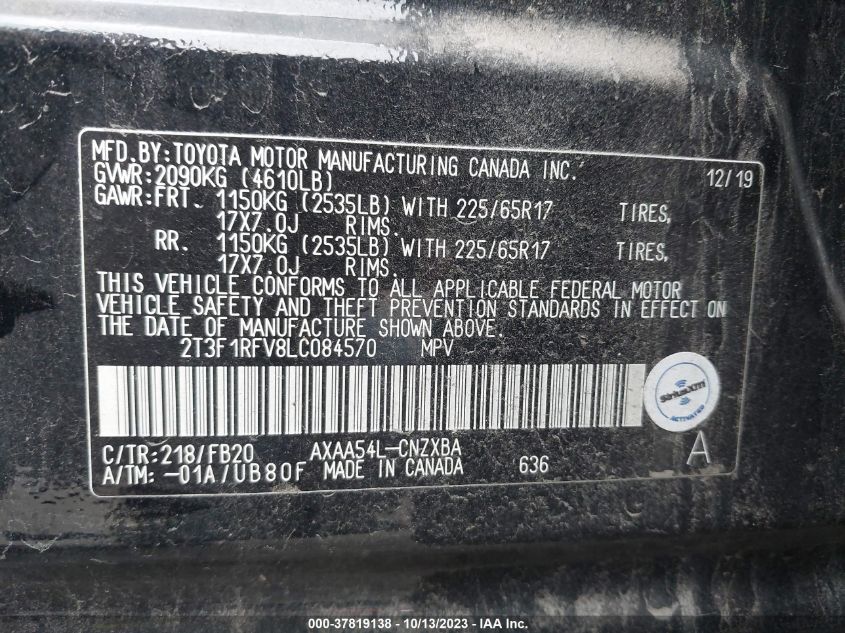 MFD.BY:TOYOTA MOTOR MANUFACTURING CANADA INC. 12/19
GVWR:2090KG (4610LB)
GAWR:FRT. 1150KG (2535LB) WITH 225/65R17 TIRES,
17X7.0J RIMS.
RR. 1150KG (2535LB) WITH 225/65R17 TIRES,
17X7.0J RIMS.
THIS VEHICLE CONFORMS TO ALL APPLICABLE FEDERAL MOTOR
VEHICLE SAFETY AND THEFT PREVENTION STANDARDS IN EFFECT ON
THE DATE OF MANUFACTURE SHOWN ABOVE.
2T3F1RFV8LC084570 MPV
SiriusXM
ACTIVATED
C/TR:218/FB20 AXAA54L-CNZXBA A
A/TM:-01A/UB80F MADE IN CANADA 636
000-37819138 - 10/13/2023 - IAA Inc.